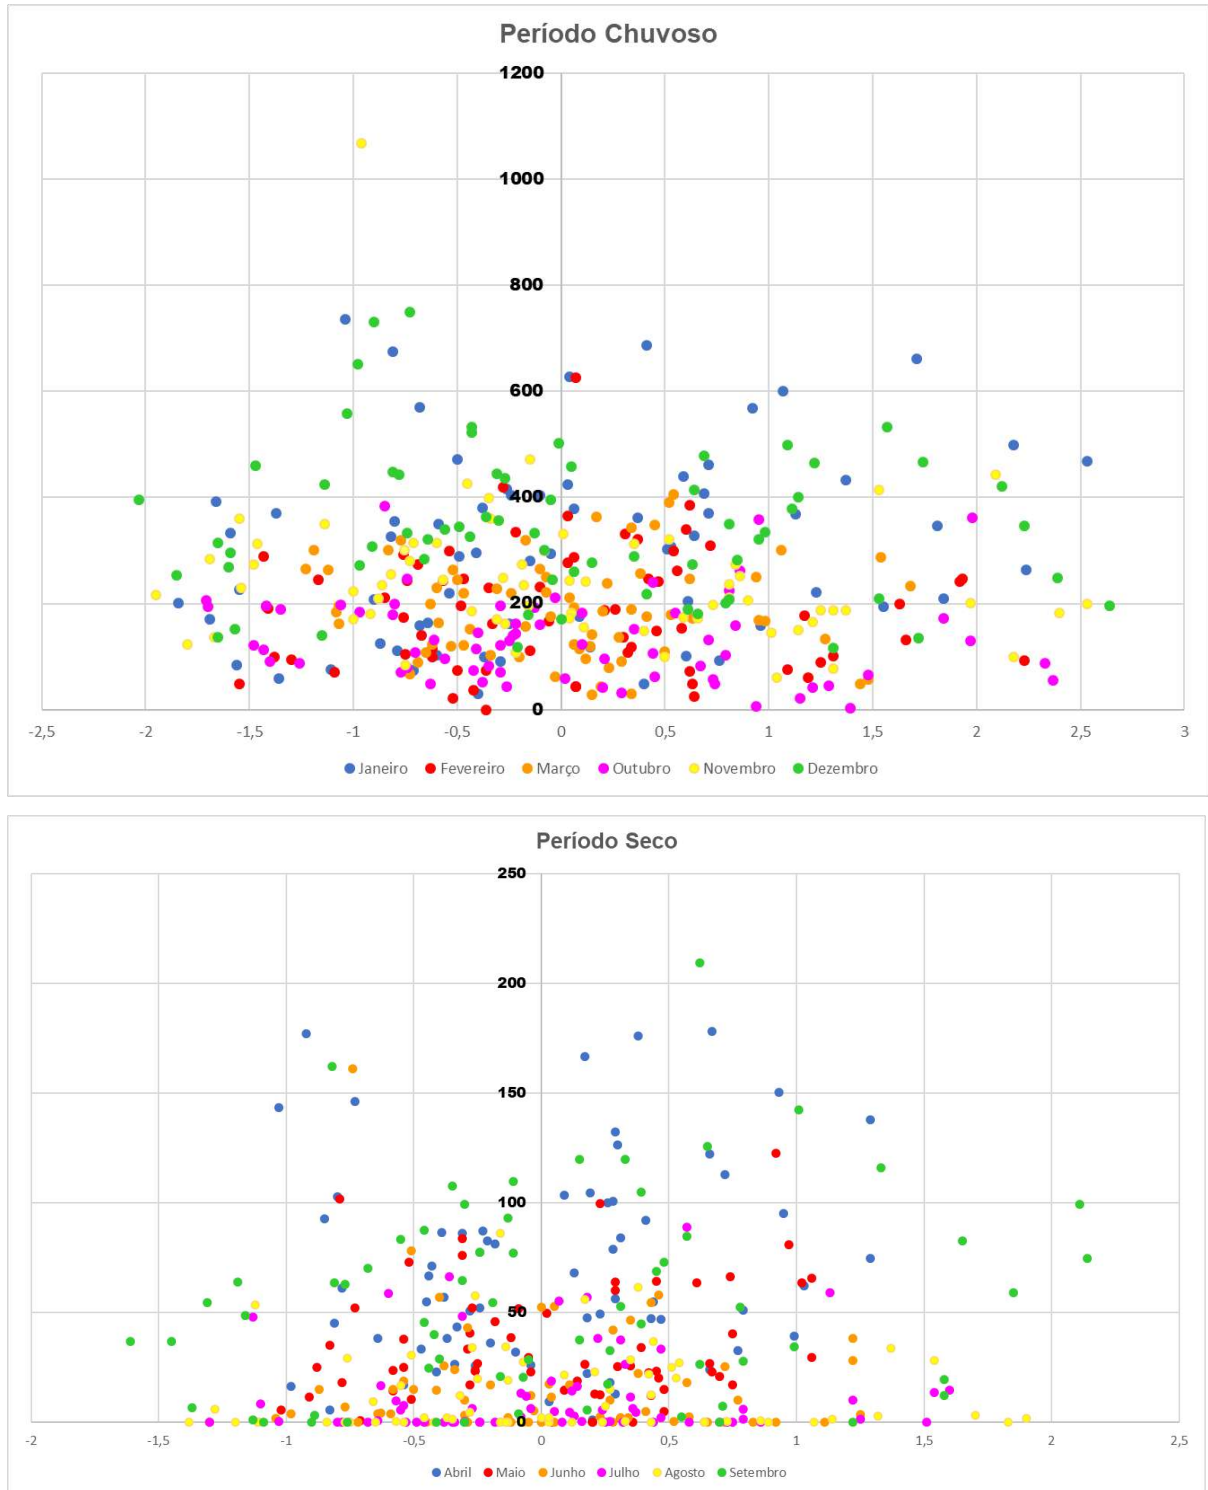 Período Chuvoso
1200
1000
800
600
400
200
0
-2,5 -2 -1,5 -1 -0,5 0 0,5 1 1,5 2 2,5 3
Janeiro Fevereiro Março Outubro Novembro Dezembro
Período Seco
250
200
150
100
50
0
-2 -1,5 -1 -0,5 0 0,5 1 1,5 2 2,5
Abril Maio Junho Julho Agosto Setembro